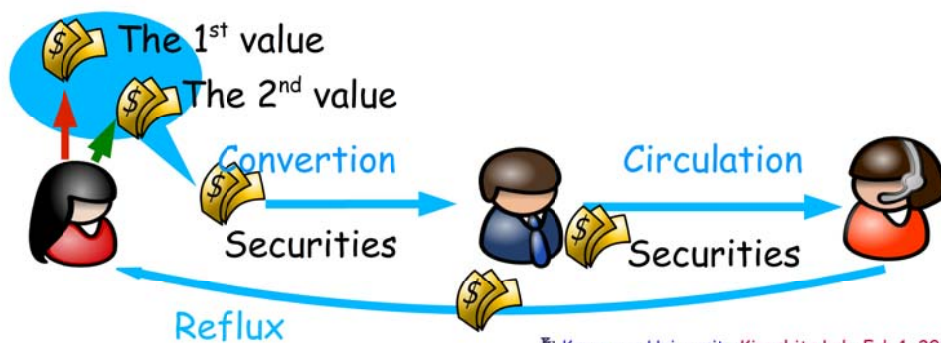 The 1st value
The 2nd value
Convertion
Circulation
Securities
Securities
Reflux